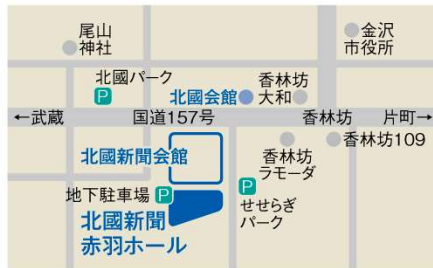 尾山
神社
金沢
市役所
北國パーク
P
北國会館
香林坊
大和
←武蔵
国道157号
香林坊
片町→
北國新聞会館
香林坊
ラモーダ
香林坊109
地下駐車場
P
北國新聞
赤羽ホール
P
せせらぎ
パーク